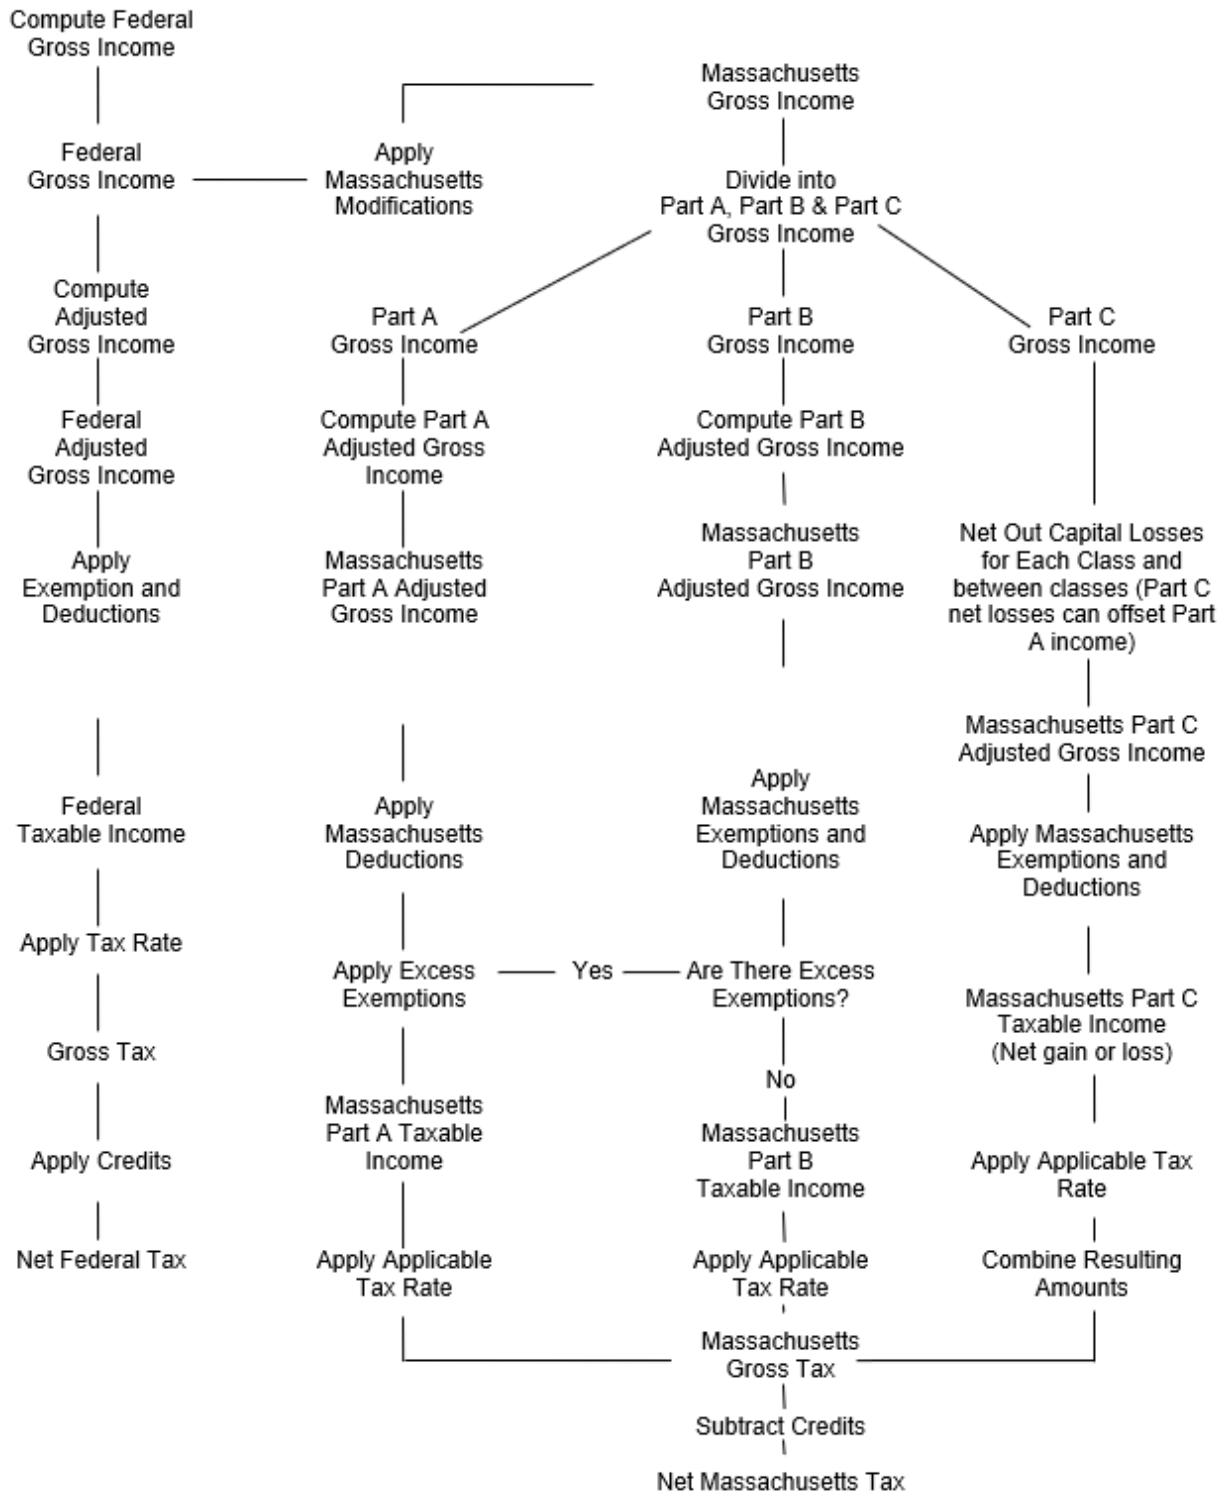 Compute Federal
Gross Income
Federal
Gross Income
Compute
Adjusted
Gross Income
Federal
Adjusted
Gross Income
Apply
Exemption and
Deductions
Federal
Taxable Income
Apply Tax Rate
Gross Tax
Apply Credits
Net Federal Tax
Apply
Massachusetts
Modifications
Massachusetts
Gross Income
Divide into
Part A, Part B & Part C
Gross Income
Part A
Gross Income
Compute Part A
Adjusted Gross
Income
Massachusetts
Part A Adjusted
Gross Income
Apply
Massachusetts
Deductions
Apply Excess
Exemptions
Yes
Massachusetts
Part A Taxable
Income
Apply Applicable
Tax Rate
Part B
Gross Income
Compute Part B
Adjusted Gross Income
Massachusetts
Part B
Adjusted Gross Income
Apply
Massachusetts
Exemptions and
Deductions
Are There Excess
Exemptions?
No
Massachusetts
Part B
Taxable Income
Apply Applicable
Tax Rate
Part C
Gross Income
Net Out Capital Losses
for Each Class and
between classes (Part C
net losses can offset Part
A income)
Massachusetts Part C
Adjusted Gross Income
Apply Massachusetts
Exemptions and
Deductions
Massachusetts Part C
Taxable Income
(Net gain or loss)
Apply Applicable Tax
Rate
Combine Resulting
Amounts
Massachusetts
Gross Tax
Subtract Credits
Net Massachusetts Tax